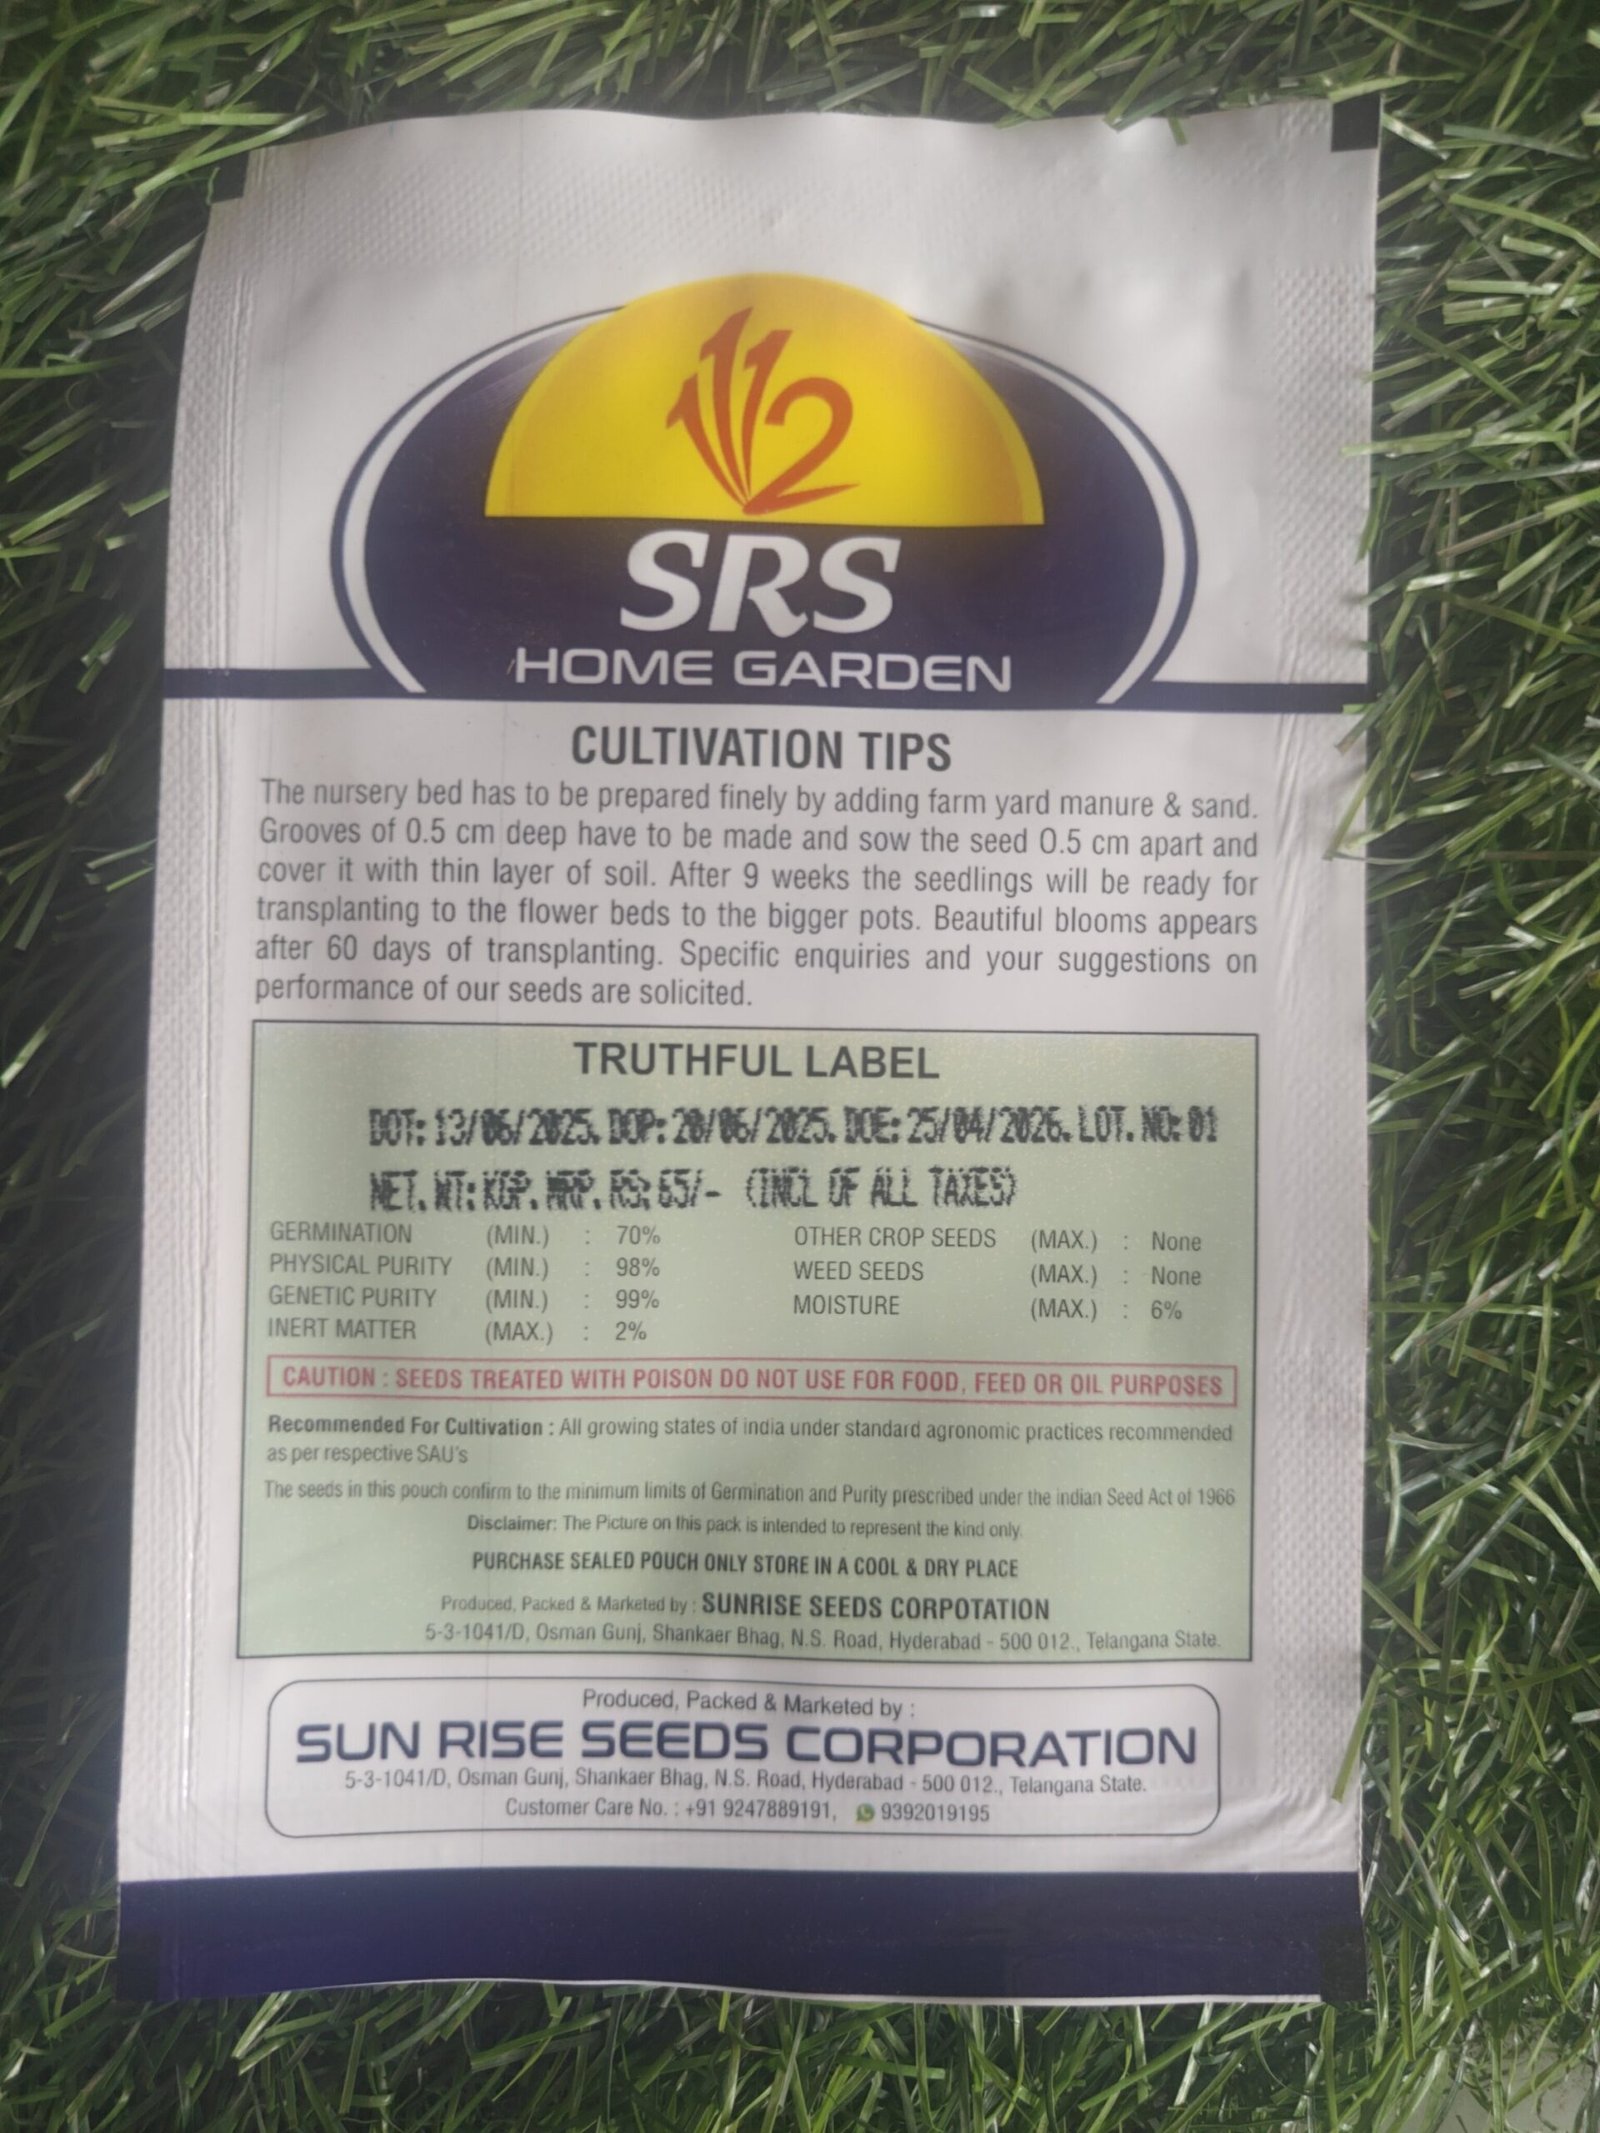 112
SRS
HOME GARDEN
CULTIVATION TIPS
The nursery bed has to be prepared finely by adding farm yard manure & sand.
Grooves of 0.5 cm deep have to be made and sow the seed 0.5 cm apart and
cover it with thin layer of soil. After 9 weeks the seedlings will be ready for
transplanting to the flower beds to the bigger pots. Beautiful blooms appears
after 60 days of transplanting. Specific enquiries and your suggestions on
performance of our seeds are solicited.
TRUTHFUL LABEL
DOT: 13/06/2025. DOP: 20/06/2025. DOE: 25/04/2026. LOT. NO: 01
NET. WT: KGP. MRP. RS: 65/- (INCL OF ALL TAXES)
GERMINATION (MIN.) : 70% OTHER CROP SEEDS (MAX.) : None
PHYSICAL PURITY (MIN.) : 98% WEED SEEDS (MAX.) : None
GENETIC PURITY (MIN.) : 99% MOISTURE (MAX.) : 6%
INERT MATTER (MAX.) : 2%
CAUTION : SEEDS TREATED WITH POISON DO NOT USE FOR FOOD, FEED OR OIL PURPOSES
Recommended For Cultivation : All growing states of india under standard agronomic practices recommended
as per respective SAU's
The seeds in this pouch confirm to the minimum limits of Germination and Purity prescribed under the indian Seed Act of 1966
Disclaimer: The Picture on this pack is intended to represent the kind only.
PURCHASE SEALED POUCH ONLY STORE IN A COOL & DRY PLACE
Produced, Packed & Marketed by : SUNRISE SEEDS CORPOTATION
5-3-1041/D, Osman Gunj, Shankaer Bhag, N.S. Road, Hyderabad - 500 012., Telangana State.
Produced, Packed & Marketed by :
SUN RISE SEEDS CORPORATION
5-3-1041/D, Osman Gunj, Shankaer Bhag, N.S. Road, Hyderabad - 500 012., Telangana State.
Customer Care No. : +91 9247889191, 9392019195